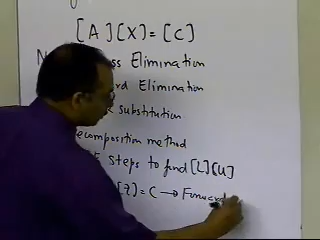 [A][X]=[C]
N ss Elimination
rd Elimination
substitution
ecomposition method
steps to find [L][U]
[Z]=C → Forward